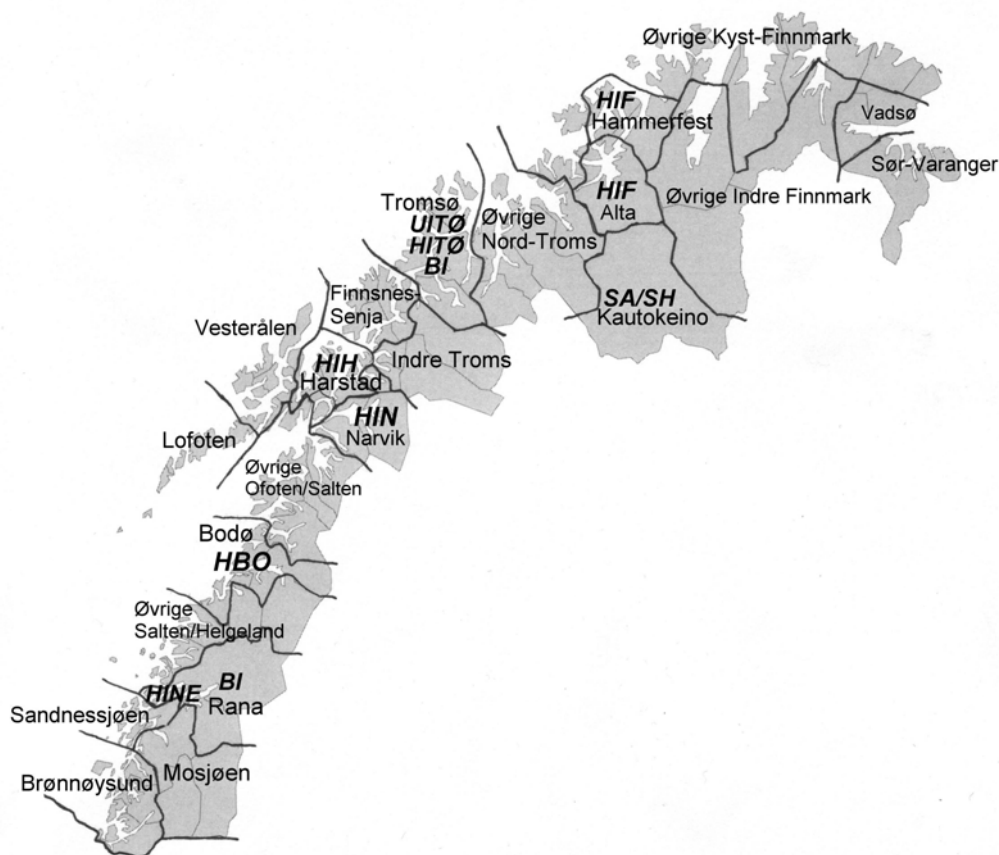 Øvrige Kyst-Finnmark
HIF
Hammerfest
Vadsø
Sør-Varanger
HIF
Alta
Øvrige Indre Finnmark
Tromsø
UITØ
HITØ
BI
Øvrige
Nord-Troms
SA/SH
Kautokeino
Finnsnes-
Senja
Vesterålen
Indre Troms
HIH
Harstad
HIN
Narvik
Lofoten
Øvrige
Ofoten/Salten
Bodø
HBO
Øvrige
Salten/Helgeland
HINE
BI
Rana
Sandnessjøen
Mosjøen
Brønnøysund